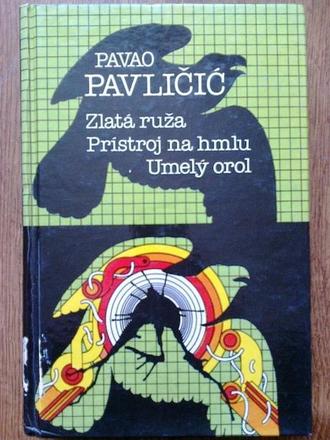 PAVAO
PAVLIČIĆ
Zlatá ruža
Prístroj na hmlu
Umelý orol